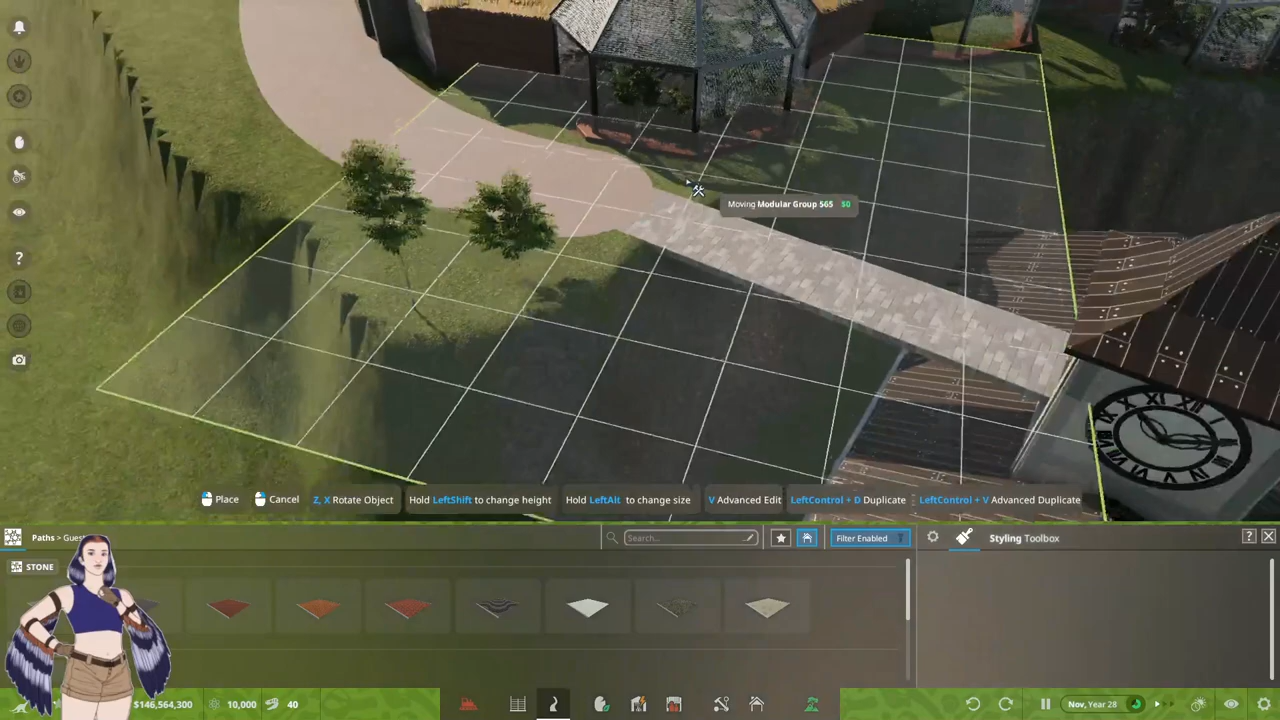 Moving Modular Group 565 $0
XII
Place
Cancel
Z, X Rotate Object
Hold LeftShift to change height
Hold LeftAlt to change size
V Advanced Edit
LeftControl + D Duplicate
LeftControl + V Advanced Duplicate
Paths > Gues
Search...
Filter Enabled
Styling Toolbox
?
STONE
$146,564,300
10,000
40
Nov, Year 28